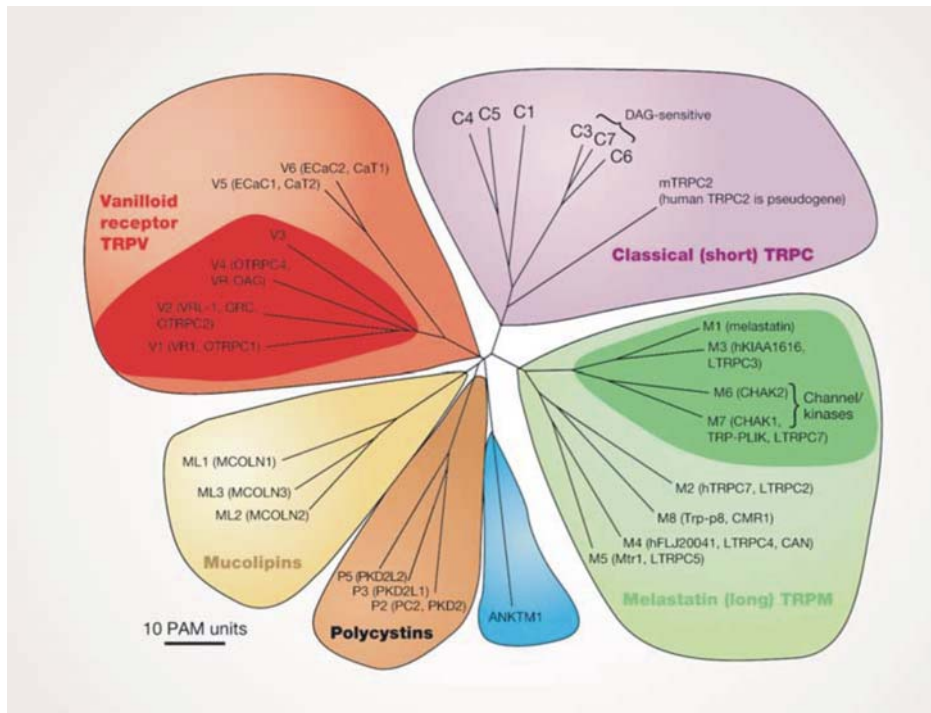 C4 C5 C1
DAG-sensitive
C3
C7
C6
mTRPC2
(human TRPC2 is pseudogene)
Classical (short) TRPC
V6 (ECaC2, CaT1)
V5 (ECaC1, CaT2)
Vanilloid
receptor
TRPV
V3
V4 (OTRPC4,
VR-OAC)
V2 (VRL-1, GRC,
OTRPC2)
V1 (VR1, OTRPC1)
M1 (melastatin)
M3 (hKIAA1616,
LTRPC3)
M6 (CHAK2)
Channel/
kinases
M7 (CHAK1,
TRP-PLIK, LTRPC7)
M2 (hTRPC7, LTRPC2)
M8 (Trp-p8, CMR1)
M4 (hFLJ20041, LTRPC4, CAN)
M5 (Mtr1, LTRPC5)
Melastatin (long) TRPM
ML1 (MCOLN1)
ML3 (MCOLN3)
ML2 (MCOLN2)
Mucolipins
P5 (PKD2L2)
P3 (PKD2L1)
P2 (PC2, PKD2)
Polycystins
ANKTM1
10 PAM units